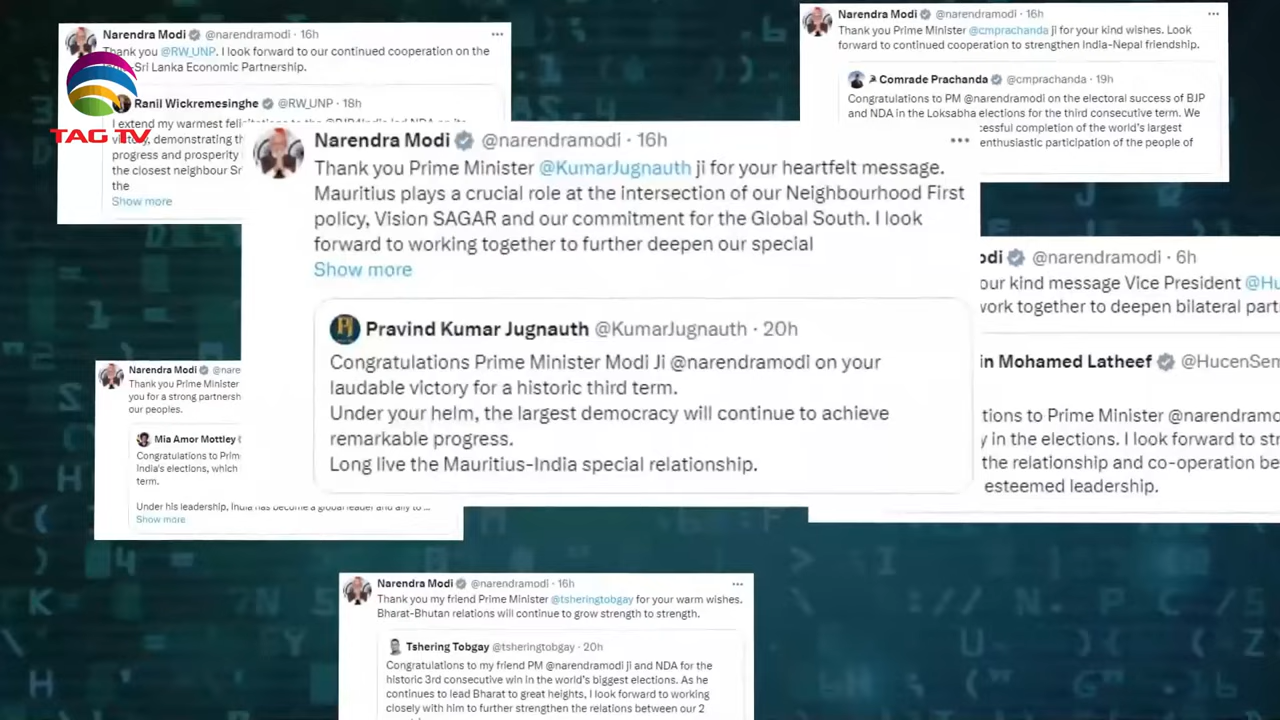 Narendra Modi @narendramodi · 16h
Thank you @RW_UNP. I look forward to our continued cooperation on the
Sri Lanka Economic Partnership.
Ranil Wickremesinghe @RW_UNP · 18h
I extend my warmest
victory, demonstrating th
progress and prosperity
the closest neighbour Sr
the
Show more
TAG TV
Narendra Modi @narendramodi · 16h
Thank you Prime Minister @cmprachanda ji for your kind wishes. Look
forward to continued cooperation to strengthen India-Nepal friendship.
Comrade Prachanda @cmprachanda · 19h
Congratulations to PM @narendramodi on the electoral success of BJP
and NDA in the Loksabha elections for the third consecutive term. We
cessful completion of the world's largest
enthusiastic participation of the people of
Narendra Modi @narendramodi · 16h
Thank you Prime Minister @KumarJugnauth ji for your heartfelt message.
Mauritius plays a crucial role at the intersection of our Neighbourhood First
policy, Vision SAGAR and our commitment for the Global South. I look
forward to working together to further deepen our special
Show more
Pravind Kumar Jugnauth @KumarJugnauth · 20h
Congratulations Prime Minister Modi Ji @narendramodi on your
laudable victory for a historic third term.
Under your helm, the largest democracy will continue to achieve
remarkable progress.
Long live the Mauritius-India special relationship.
odi @narendramodi · 6h
our kind message Vice President @Hu
work together to deepen bilateral part
in Mohamed Latheef @HucenSem
tions to Prime Minister @narendramo
y in the elections. I look forward to str
the relationship and co-operation be
esteemed leadership.
Narendra Modi @nare
Thank you Prime Minister
you for a strong partnersh
our peoples.
Mia Amor Mottley
Congratulations to Prim
India's elections, which
term.
Under his leadership, India has become a global leader and ally to ...
Show more
Narendra Modi @narendramodi · 16h
Thank you my friend Prime Minister @tsheringtobgay for your warm wishes.
Bharat-Bhutan relations will continue to grow strength to strength.
Tshering Tobgay @tsheringtobgay · 20h
Congratulations to my friend PM @narendramodi ji and NDA for the
historic 3rd consecutive win in the world's biggest elections. As he
continues to lead Bharat to great heights, I look forward to working
closely with him to further strengthen the relations between our 2